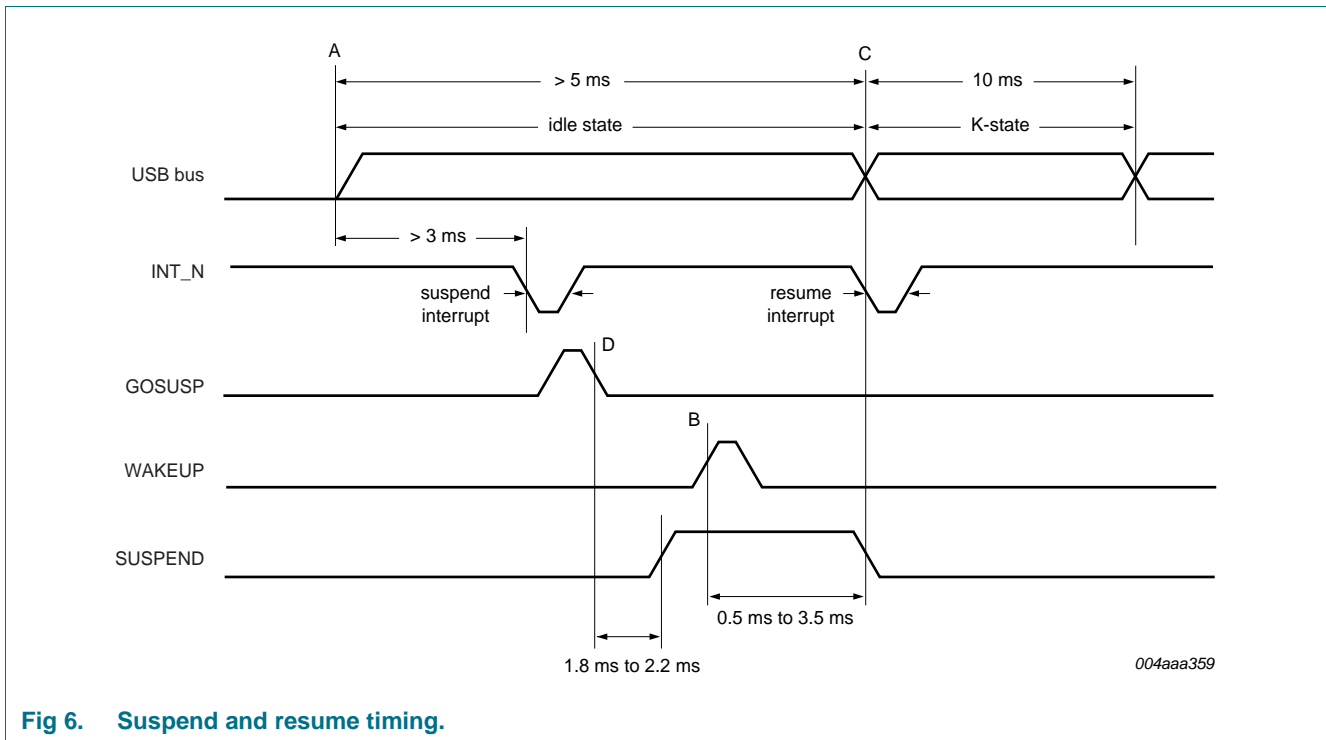 A
C
> 5 ms
10 ms
idle state
K-state
USB bus
> 3 ms
INT_N
suspend
interrupt
resume
interrupt
D
GOSUSP
B
WAKEUP
SUSPEND
0.5 ms to 3.5 ms
1.8 ms to 2.2 ms
004aaa359
Fig 6. Suspend and resume timing.